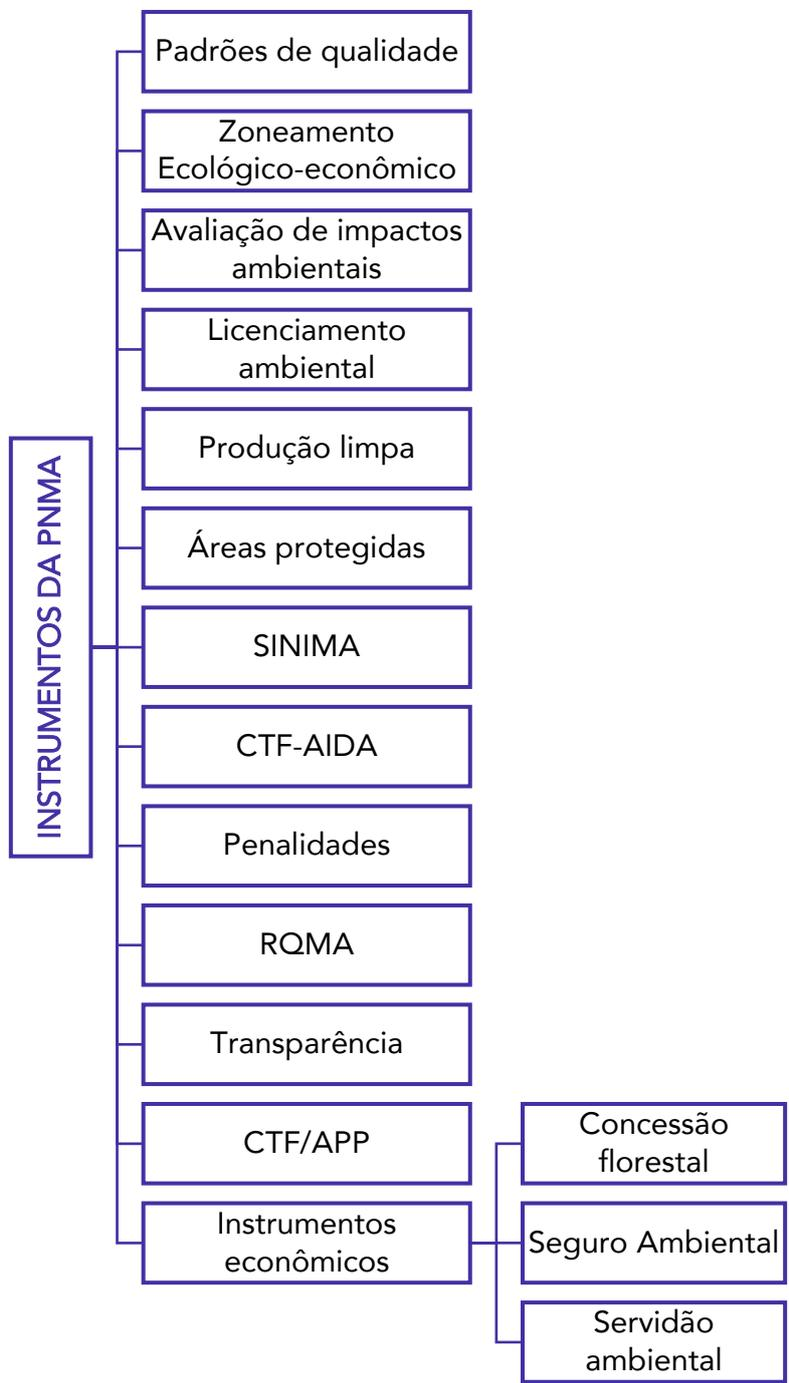 INSTRUMENTOS DA PNMA
Padrões de qualidade
Zoneamento
Ecológico-econômico
Avaliação de impactos
ambientais
Licenciamento
ambiental
Produção limpa
Áreas protegidas
SINIMA
CTF-AIDA
Penalidades
RQMA
Transparência
CTF/APP
Instrumentos
econômicos
Concessão
florestal
Seguro Ambiental
Servidão
ambiental